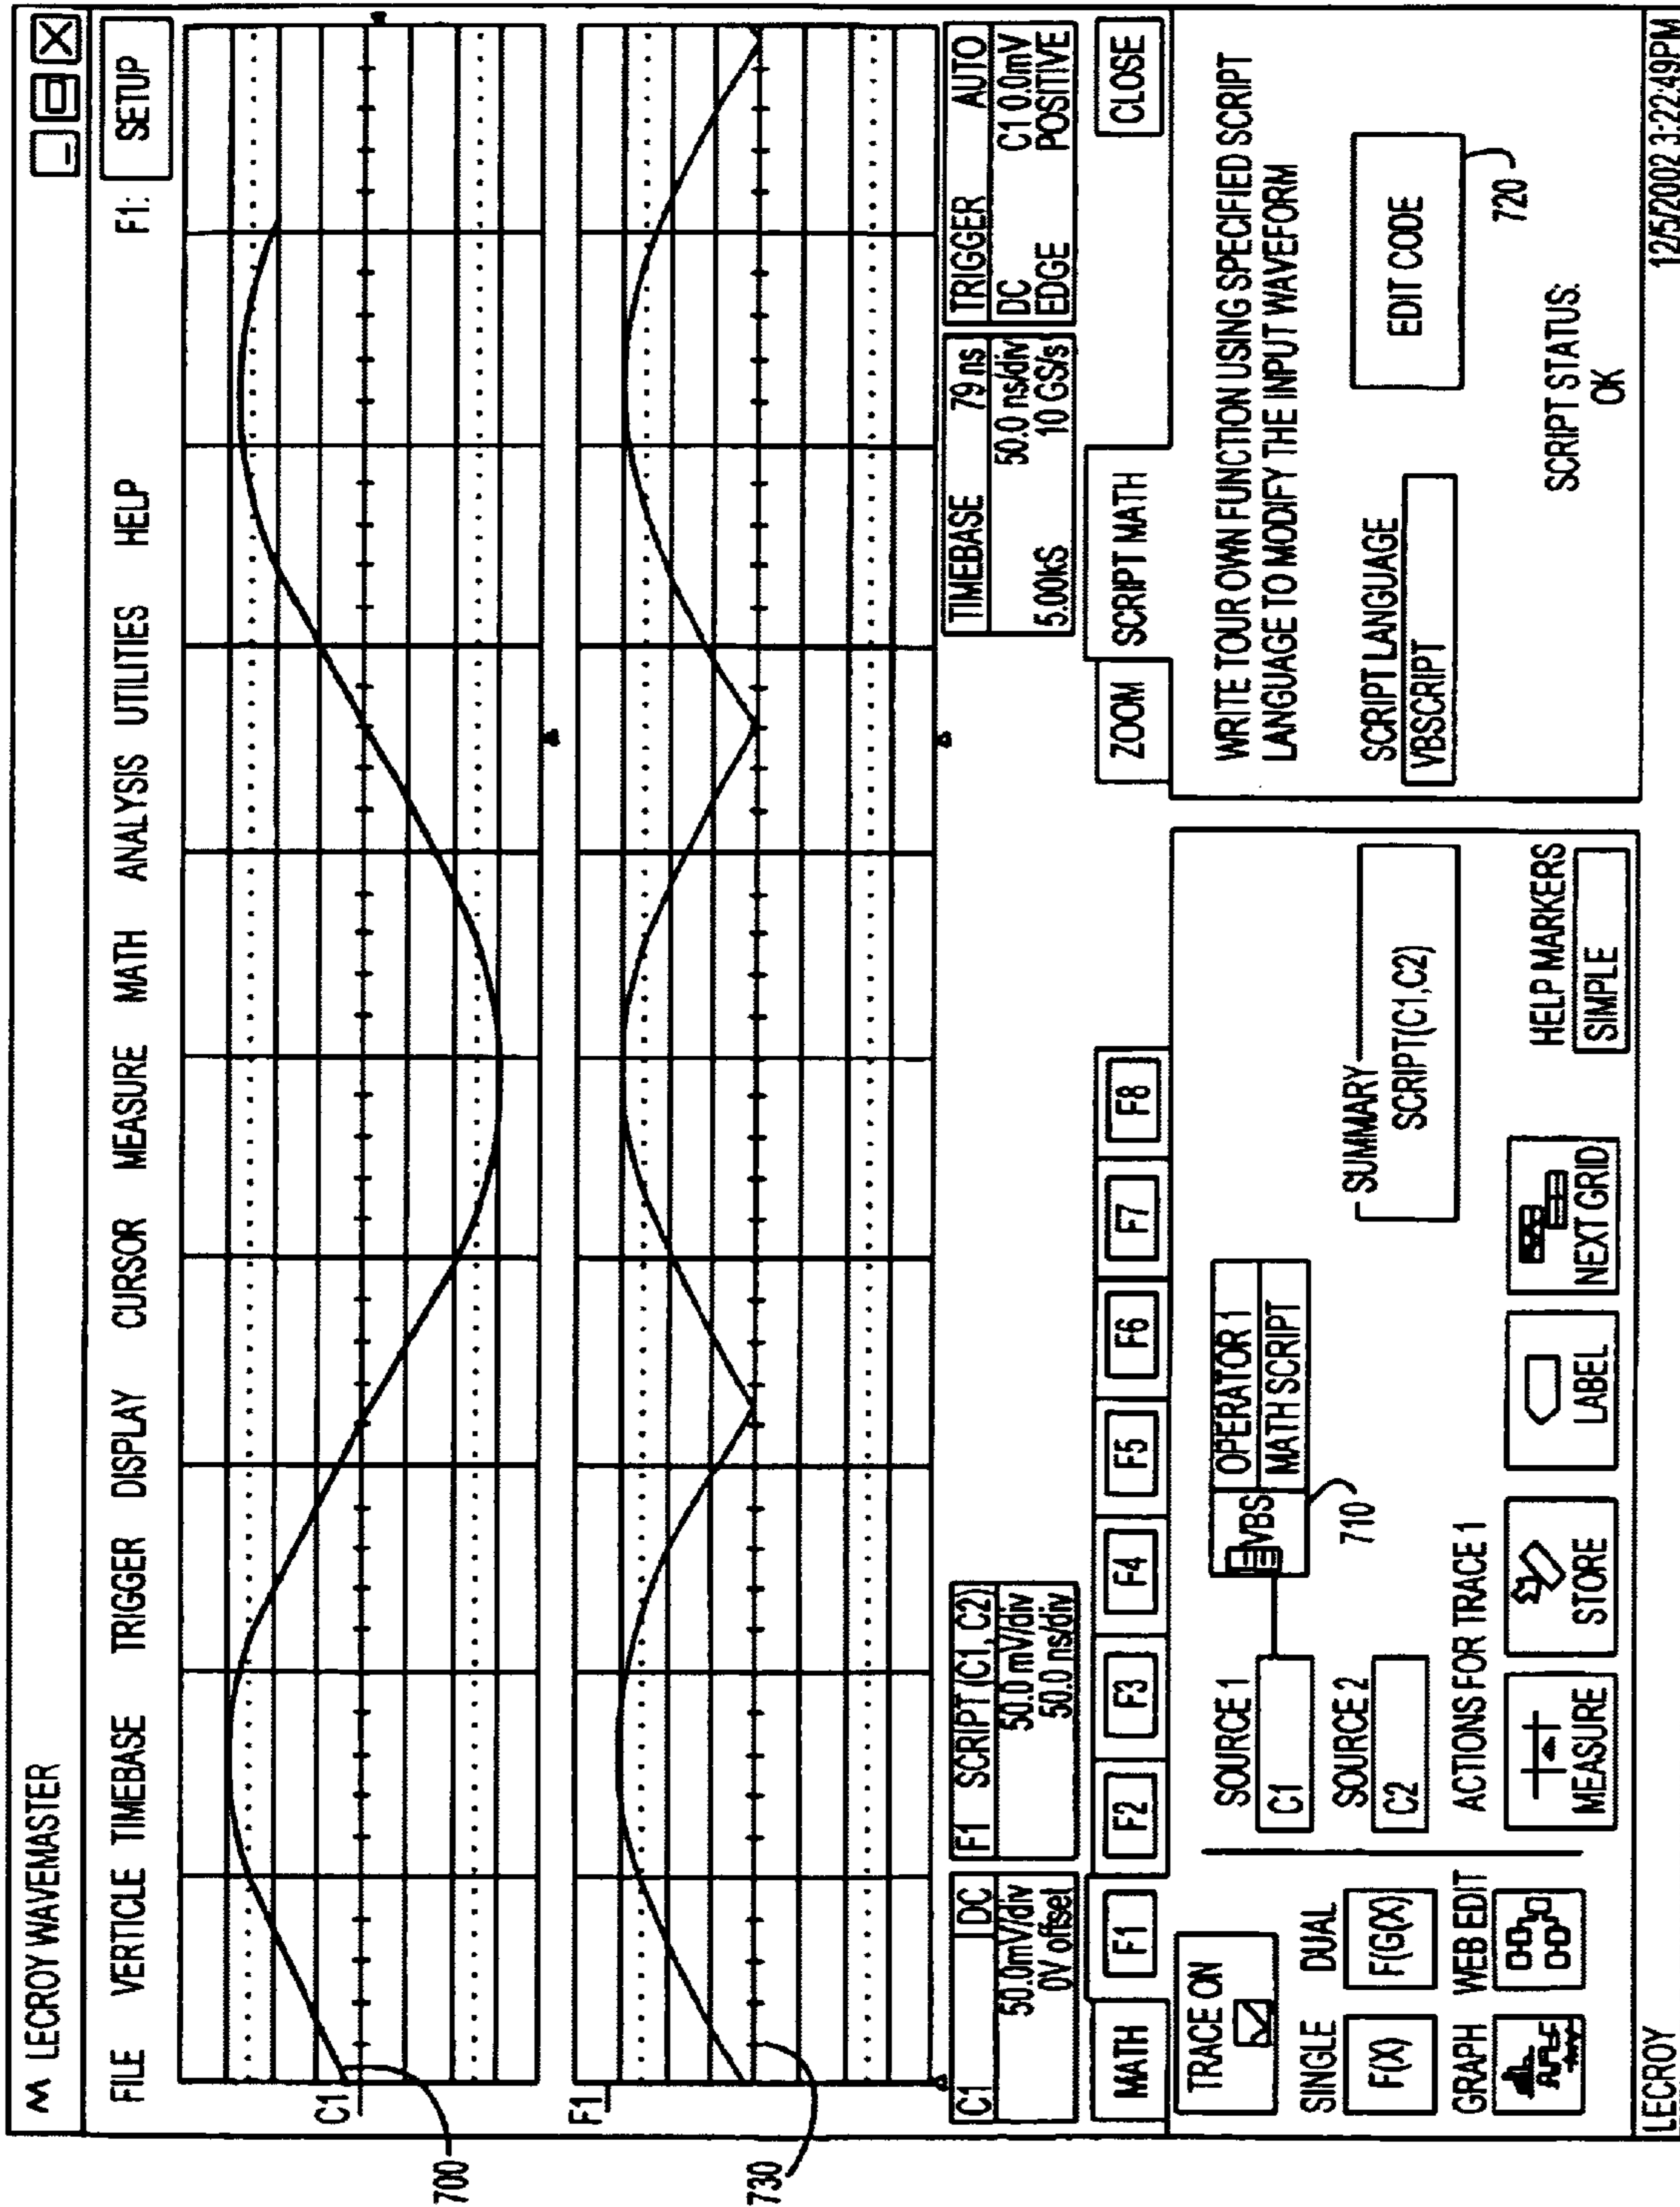 LECROY WAVEMASTER
FILE VERTICLE TIMEBASE TRIGGER DISPLAY CURSOR MEASURE MATH ANALYSIS UTILITIES HELP
F1: SETUP
C1
700
F1
730
C1 DC
50.0mV/div
0V offset
F1 SCRIPT (C1, C2)
50.0 mV/div
50.0 ns/div
TIMEBASE 79 ns
50.0 ns/div
5.00kS 10 GS/s
TRIGGER AUTO
DC C1 0.0mV
EDGE POSITIVE
MATH F1 F2 F3 F4 F5 F6 F7 F8
ZOOM SCRIPT MATH CLOSE
TRACE ON
SINGLE DUAL
F(X) F(G(X)
GRAPH WEB EDIT
SOURCE 1
C1
SOURCE 2
C2
VBS
OPERATOR 1
MATH SCRIPT
710
SUMMARY
SCRIPT(C1,C2)
ACTIONS FOR TRACE 1
MEASURE STORE LABEL NEXT GRID
HELP MARKERS
SIMPLE
WRITE TOUR OWN FUNCTION USING SPECIFIED SCRIPT
LANGUAGE TO MODIFY THE INPUT WAVEFORM
SCRIPT LANGUAGE
VBSCRIPT
EDIT CODE
720
SCRIPT STATUS:
OK
LECROY
12/5/2002 3:22:49PM